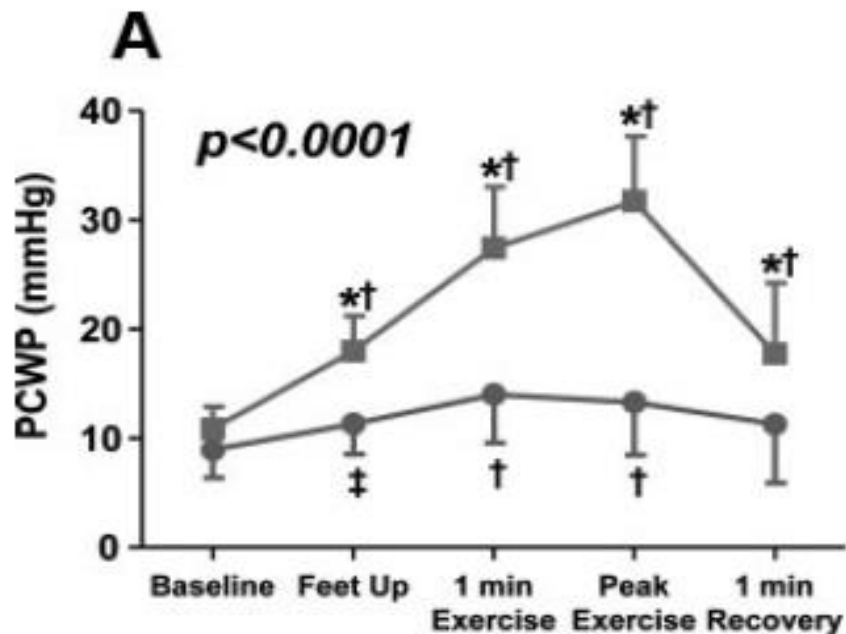 A
40
p<0.0001
*†
*†
30
*†
*†
20
PCWP (mmHg)
10
‡
†
†
0
Baseline
Feet Up
1 min
Exercise
Peak
Exercise
1 min
Recovery